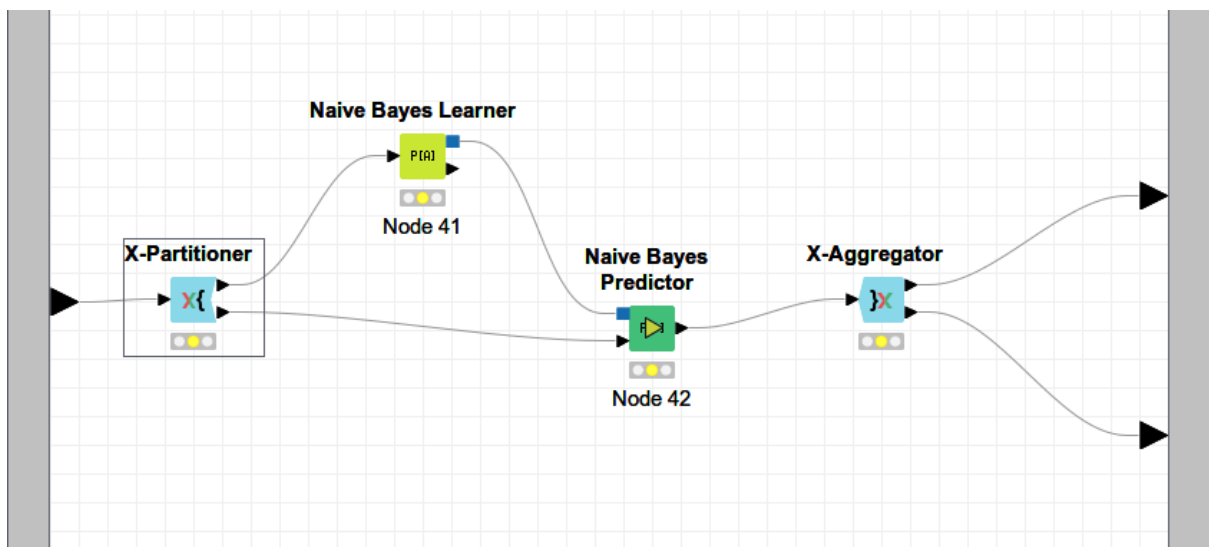 Naive Bayes Learner
P[A]
Node 41
X-Partitioner
X{
Naive Bayes
Predictor
Node 42
X-Aggregator
}X